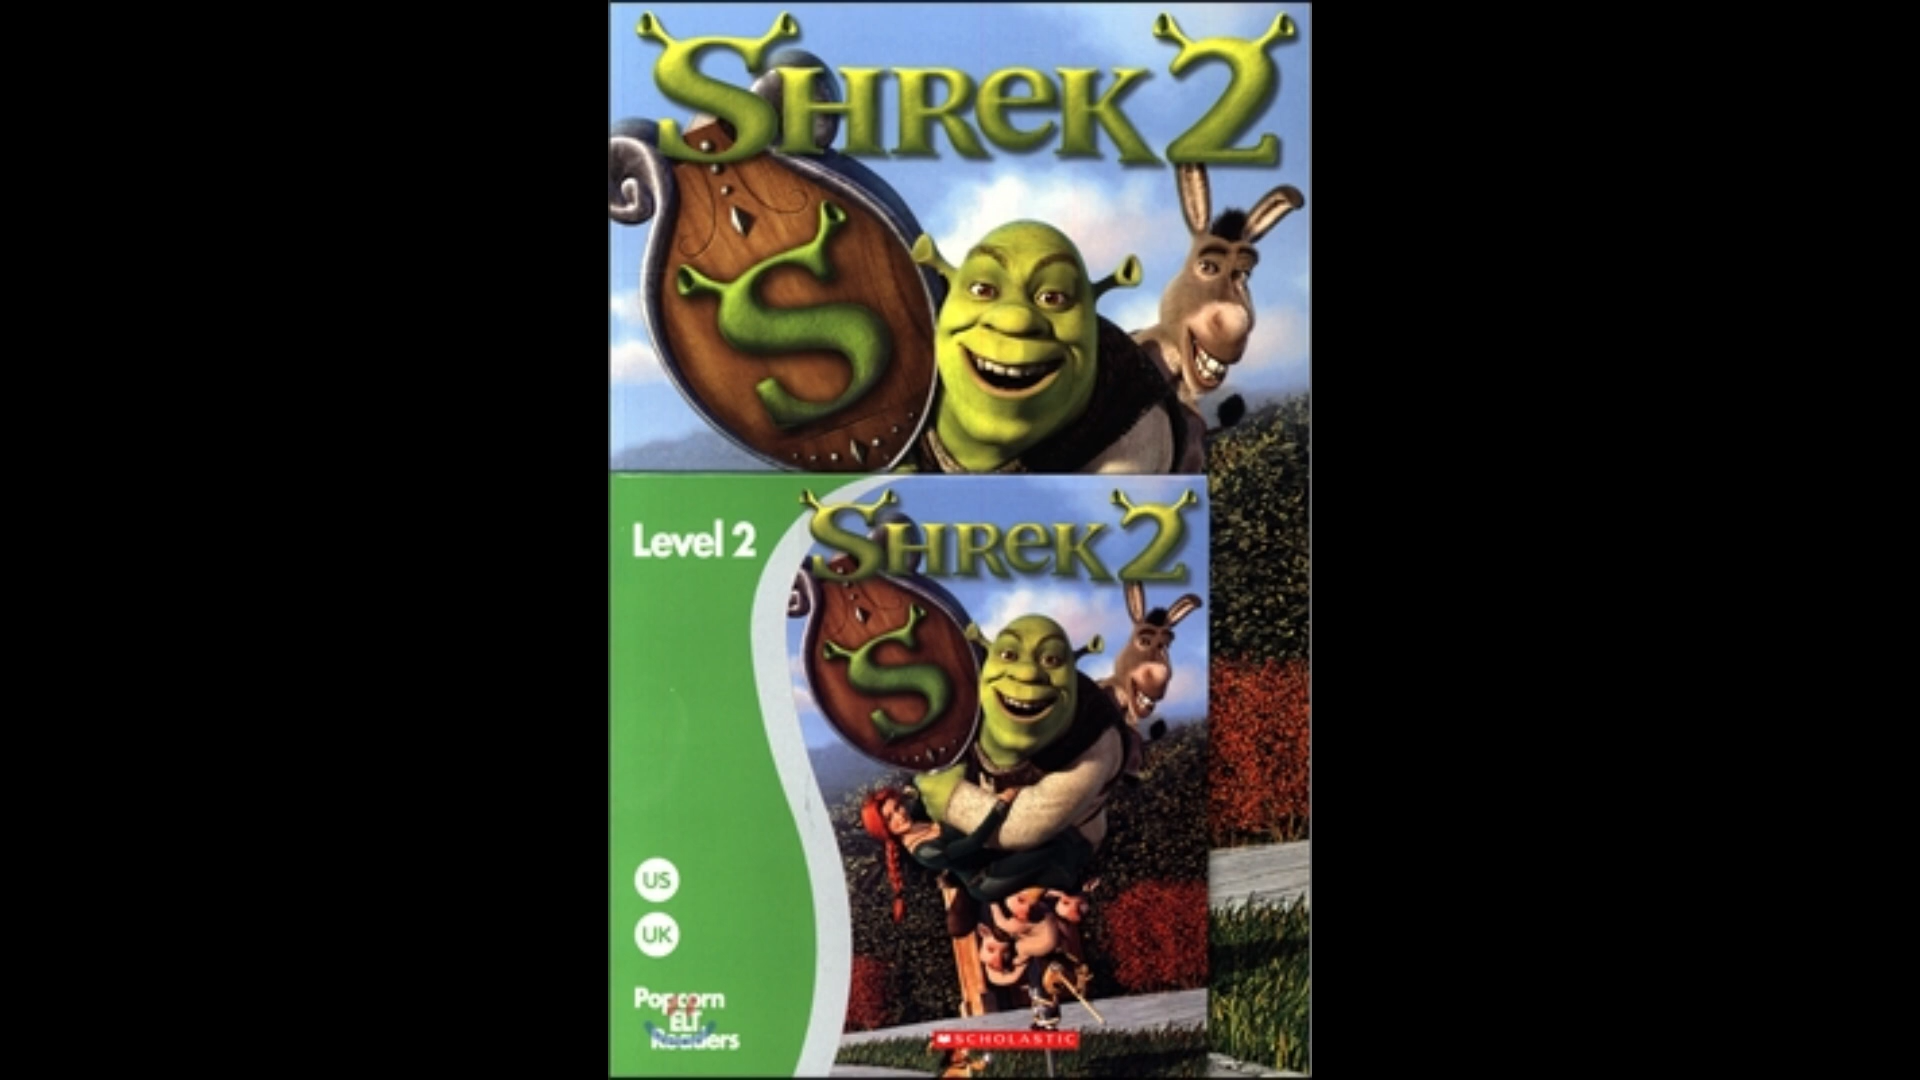 SHREK 2
S
Level 2
SHREK 2
S
US
UK
Popcorn
ELT
Readers
SCHOLASTIC